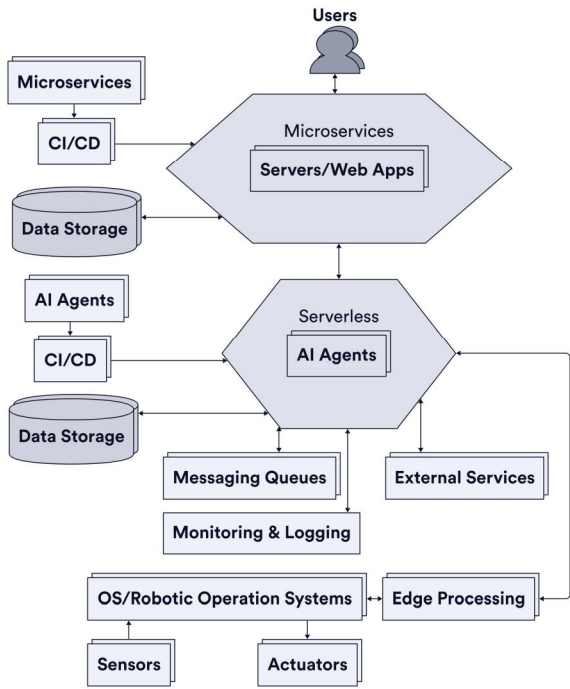 Users
Microservices
CI/CD
Microservices
Servers/Web Apps
Data Storage
AI Agents
CI/CD
Serverless
AI Agents
Data Storage
Messaging Queues
External Services
Monitoring & Logging
OS/Robotic Operation Systems
Edge Processing
Sensors
Actuators